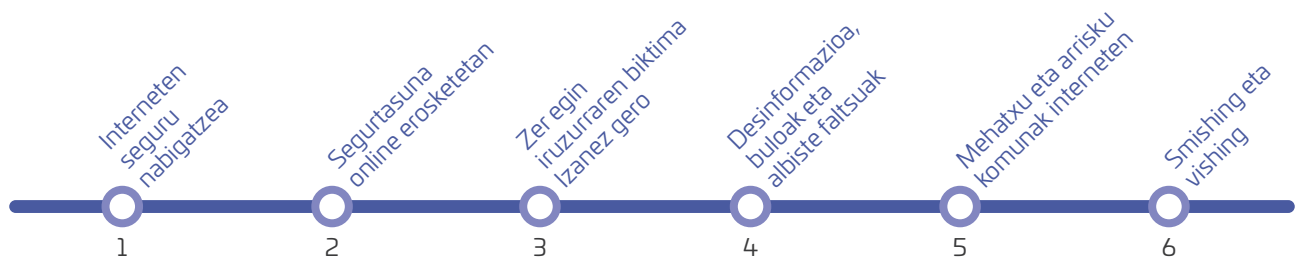 Interneten
seguru
nabigatzea
Segurtasuna
online erosketetan
Zer egin
iruzurraren biktima
Izanez gero
Desinformazioa,
buloak eta
albiste faltsuak
Mehatxu eta arrisku
komunak interneten
Smishing eta
vishing
1
2
3
4
5
6